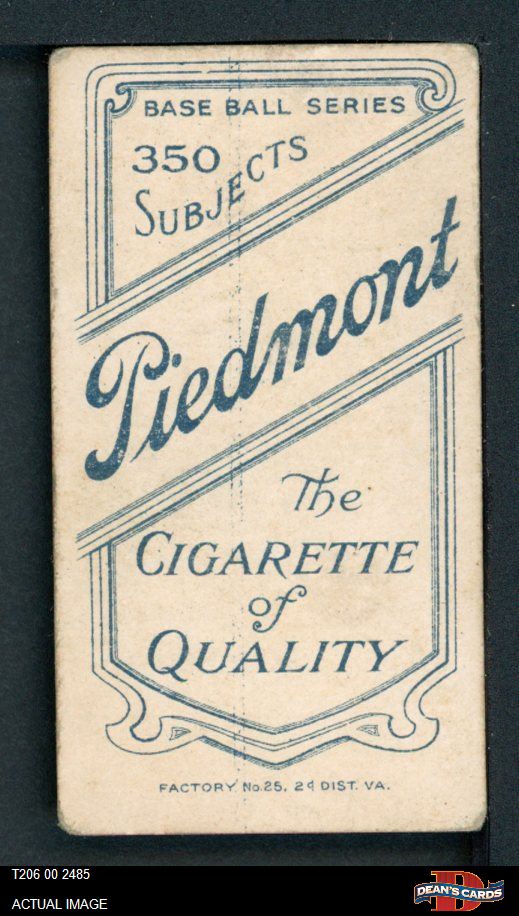 BASE BALL SERIES
350
SUBJECTS
Piedmont
The
CIGARETTE
of
QUALITY
FACTORY No.25, 2d DIST. VA.
T206 00 2485
ACTUAL IMAGE
D
DEAN'S CARDS